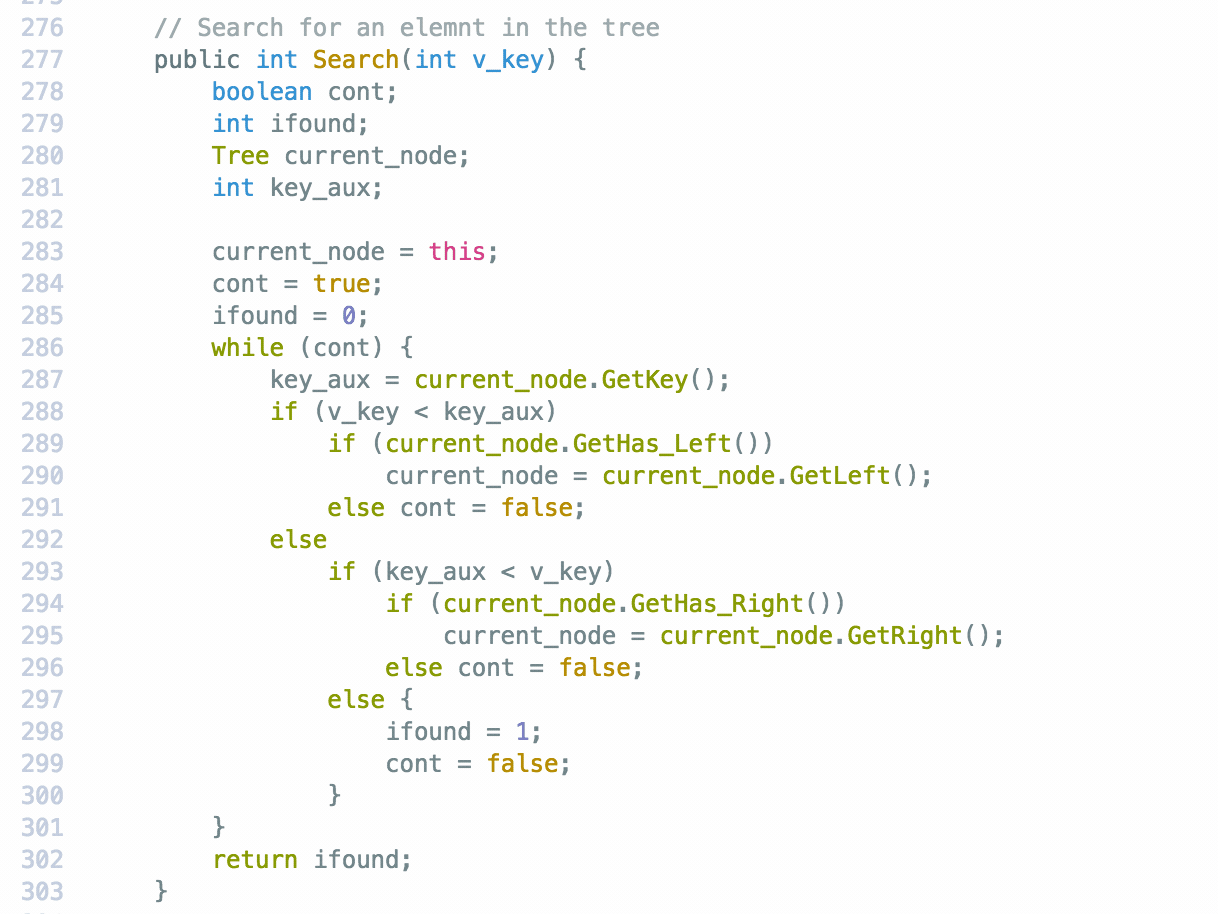 276 // Search for an elemnt in the tree
277 public int Search(int v_key) {
278 boolean cont;
279 int ifound;
280 Tree current_node;
281 int key_aux;
282
283 current_node = this;
284 cont = true;
285 ifound = 0;
286 while (cont) {
287 key_aux = current_node.GetKey();
288 if (v_key < key_aux)
289 if (current_node.GetHas_Left())
290 current_node = current_node.GetLeft();
291 else cont = false;
292 else
293 if (key_aux < v_key)
294 if (current_node.GetHas_Right())
295 current_node = current_node.GetRight();
296 else cont = false;
297 else {
298 ifound = 1;
299 cont = false;
300 }
301 }
302 return ifound;
303 }